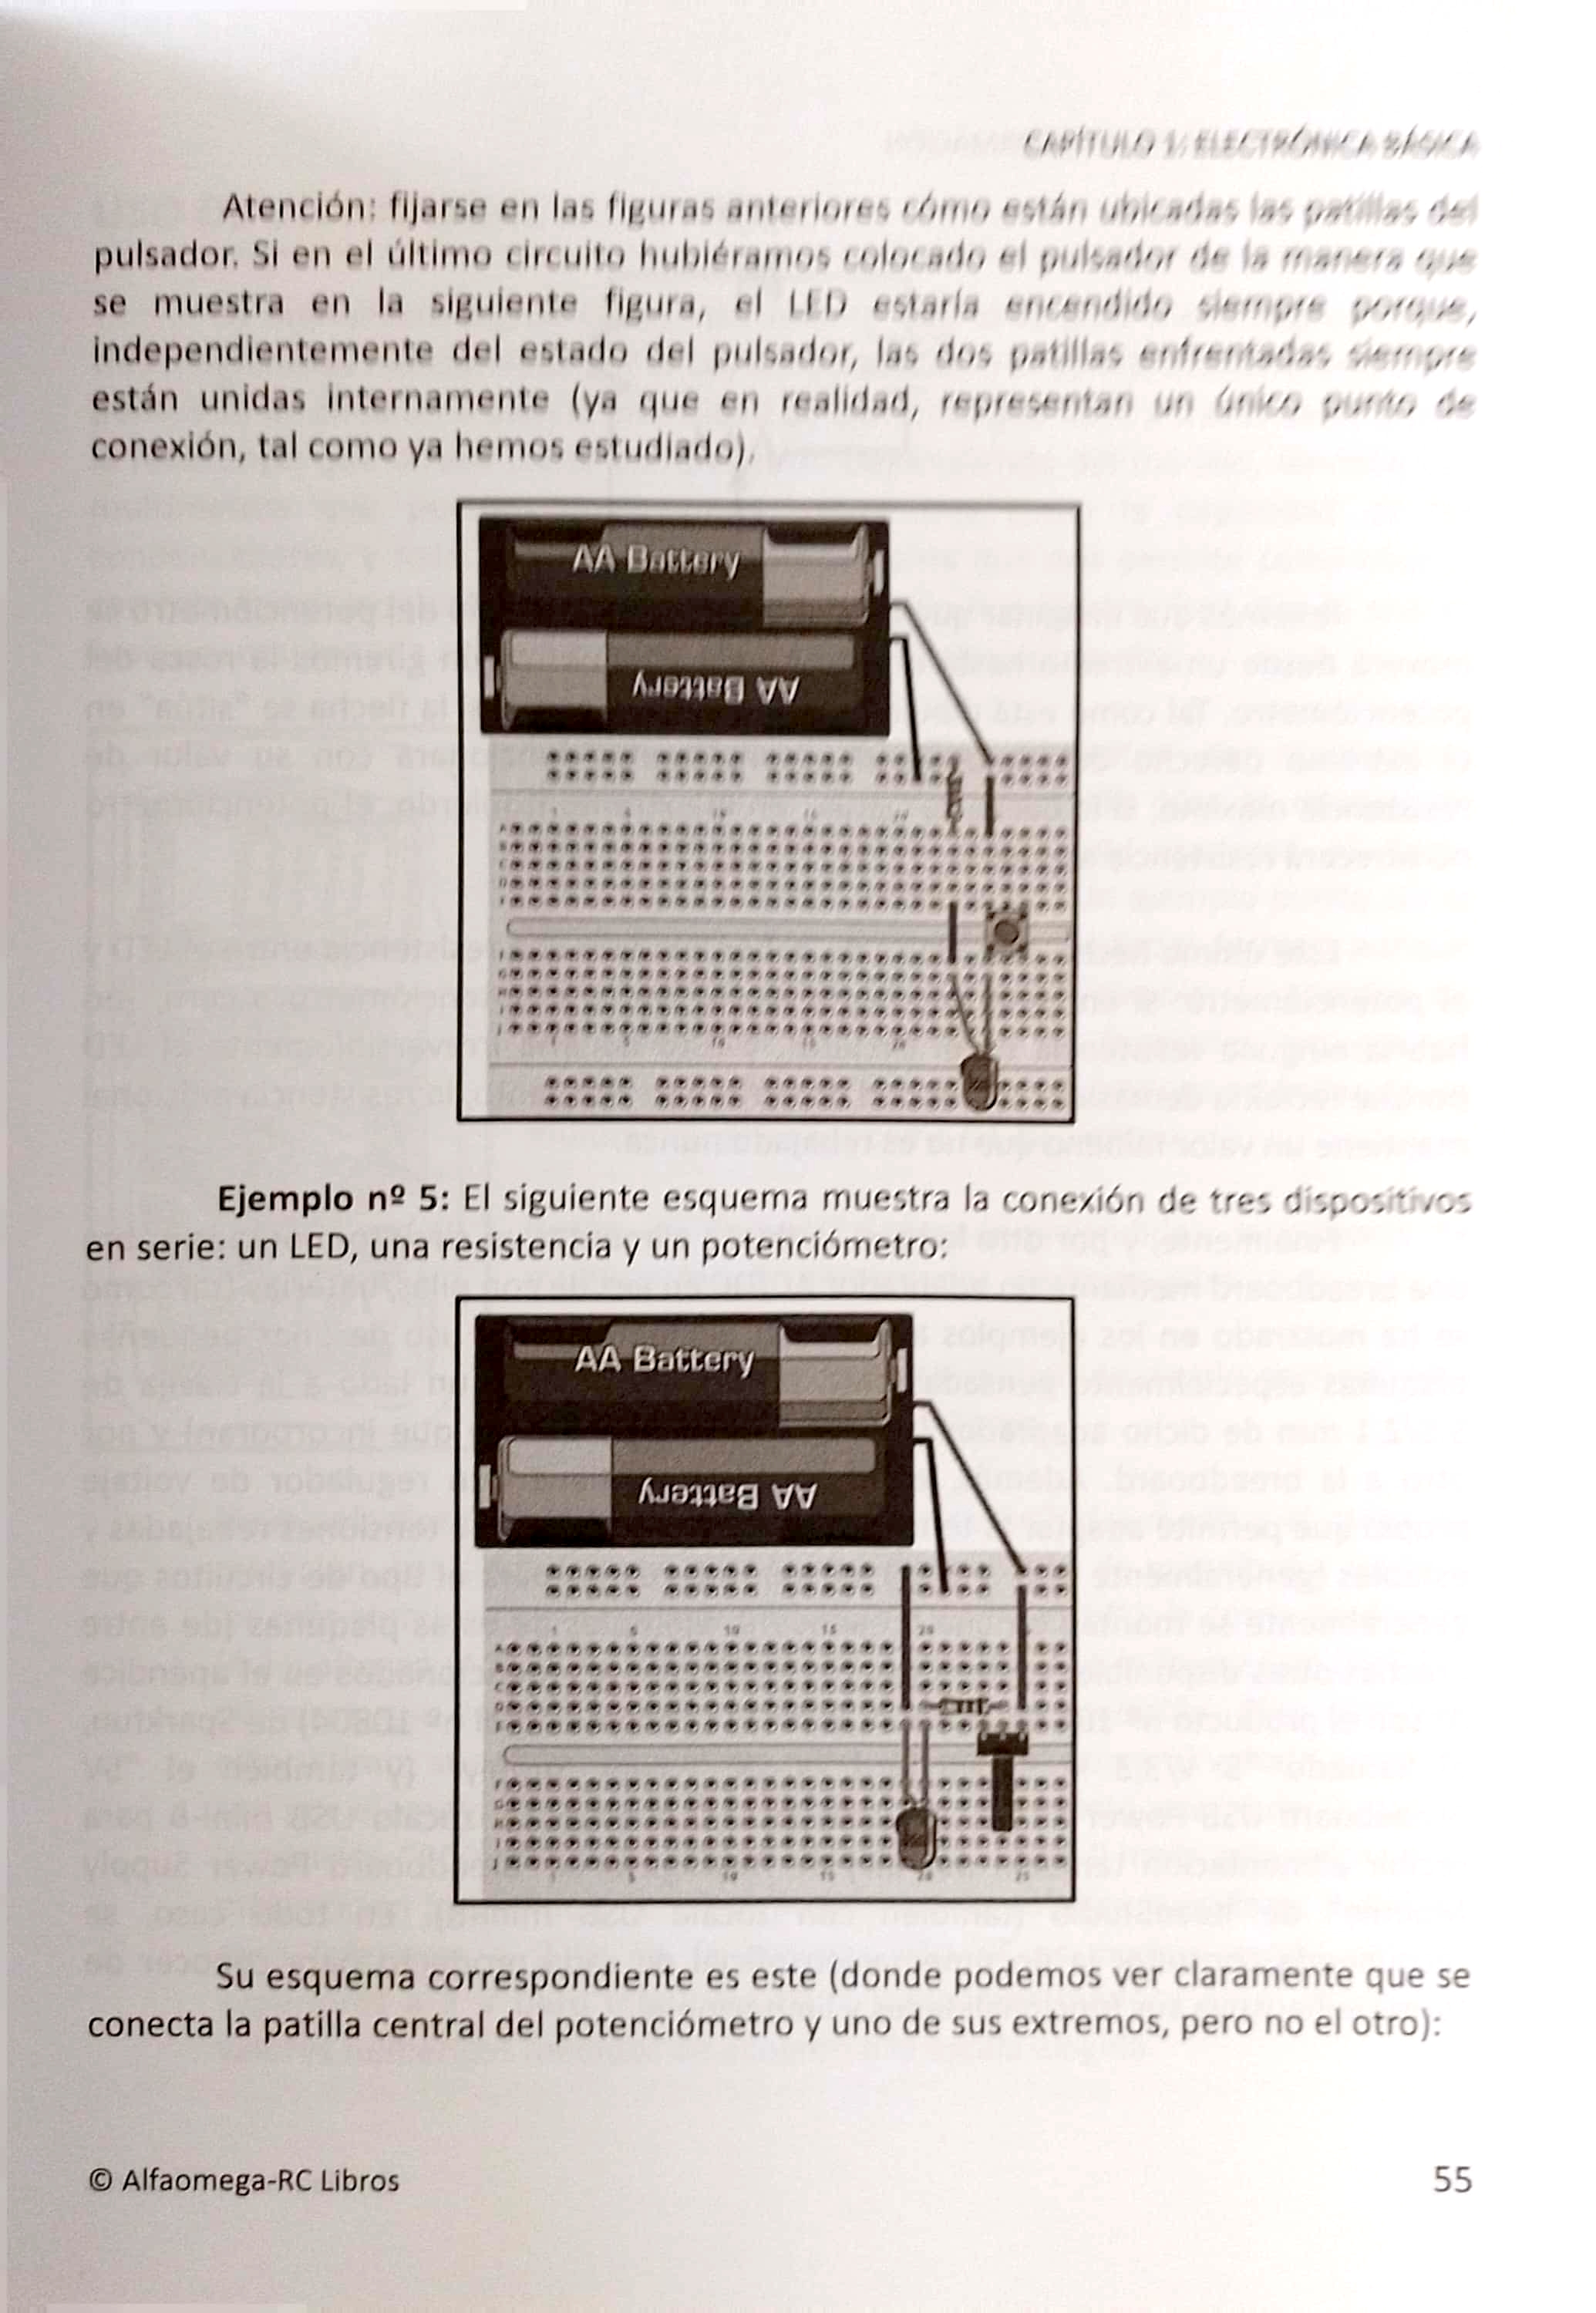 CAPÍTULO 1: ELECTRÓNICA BÁSICA
Atención: fijarse en las figuras anteriores cómo están ubicadas las patillas del
pulsador. Si en el último circuito hubiéramos colocado el pulsador de la manera que
se muestra en la siguiente figura, el LED estaría encendido siempre porque,
independientemente del estado del pulsador, las dos patillas enfrentadas siempre
están unidas internamente (ya que en realidad, representan un único punto de
conexión, tal como ya hemos estudiado).
AA Battery
AA Battery
Ejemplo nº 5: El siguiente esquema muestra la conexión de tres dispositivos
en serie: un LED, una resistencia y un potenciómetro:
AA Battery
AA Battery
Su esquema correspondiente es este (donde podemos ver claramente que se
conecta la patilla central del potenciómetro y uno de sus extremos, pero no el otro):
© Alfaomega-RC Libros
55